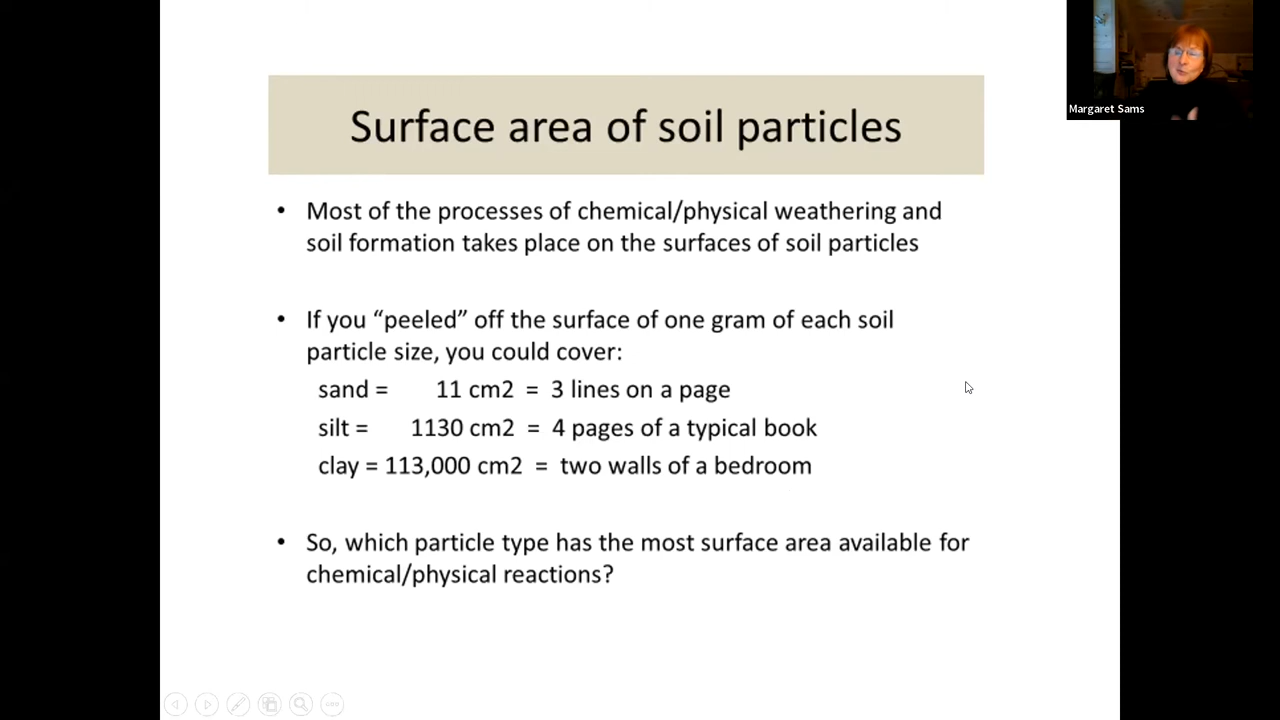 Surface area of soil particles
Margaret Sams
• Most of the processes of chemical/physical weathering and
soil formation takes place on the surfaces of soil particles
• If you “peeled” off the surface of one gram of each soil
particle size, you could cover:
sand = 11 cm2 = 3 lines on a page
silt = 1130 cm2 = 4 pages of a typical book
clay = 113,000 cm2 = two walls of a bedroom
• So, which particle type has the most surface area available for
chemical/physical reactions?